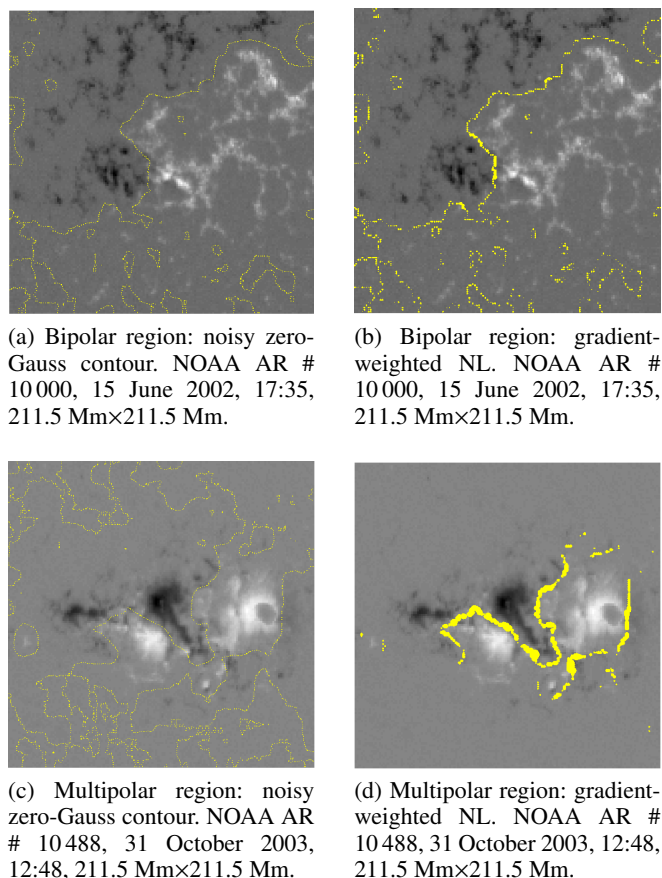 (a) Bipolar region: noisy zero-
Gauss contour. NOAA AR #
10 000, 15 June 2002, 17:35,
211.5 Mm×211.5 Mm.
(b) Bipolar region: gradient-
weighted NL. NOAA AR #
10 000, 15 June 2002, 17:35,
211.5 Mm×211.5 Mm.
(c) Multipolar region: noisy
zero-Gauss contour. NOAA AR
# 10 488, 31 October 2003,
12:48, 211.5 Mm×211.5 Mm.
(d) Multipolar region: gradient-
weighted NL. NOAA AR #
10 488, 31 October 2003, 12:48,
211.5 Mm×211.5 Mm.